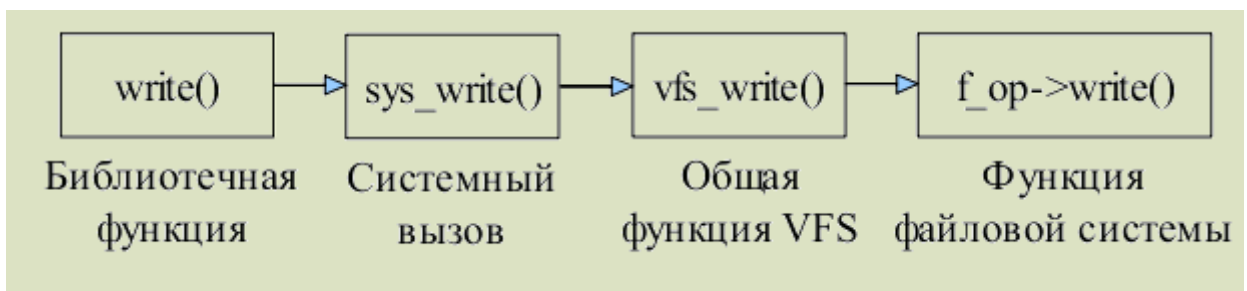 write() sys_write() vfs_write() f_op->write()
Библиотечная Системный Общая Функция
функция вызов функция VFS файловой системы